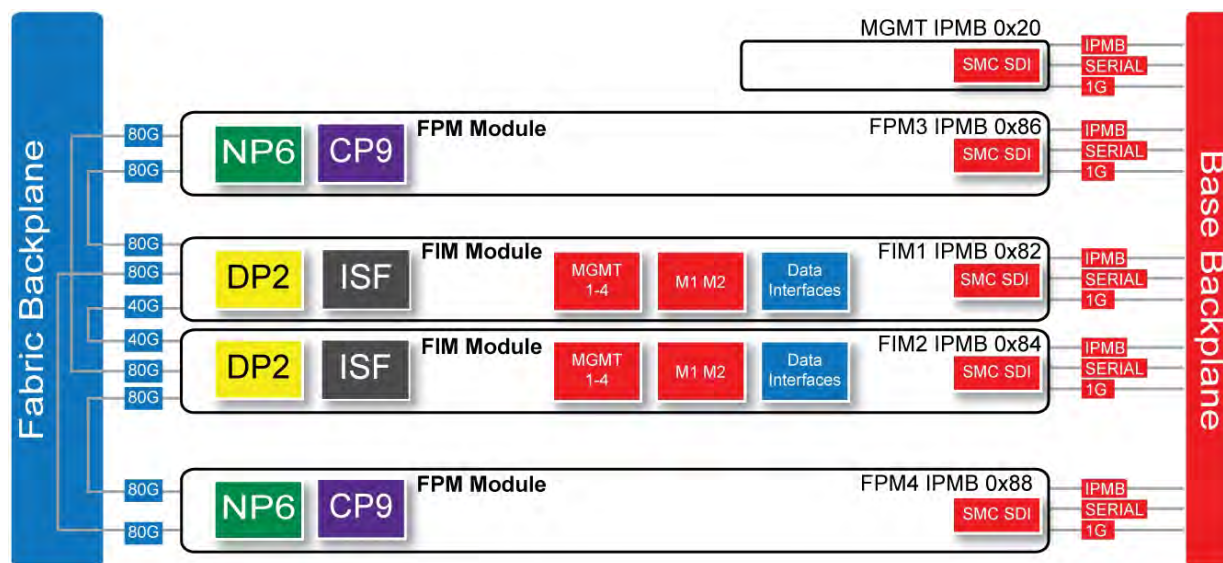 Fabric Backplane
Base Backplane
MGMT IPMB 0x20
SMC SDI
IPMB
SERIAL
1G
80G
80G
FPM Module
NP6
CP9
FPM3 IPMB 0x86
SMC SDI
IPMB
SERIAL
1G
80G
80G
40G
FIM Module
DP2
ISF
MGMT
1-4
M1 M2
Data
Interfaces
FIM1 IPMB 0x82
SMC SDI
IPMB
SERIAL
1G
40G
80G
80G
FIM Module
DP2
ISF
MGMT
1-4
M1 M2
Data
Interfaces
FIM2 IPMB 0x84
SMC SDI
IPMB
SERIAL
1G
80G
80G
FPM Module
NP6
CP9
FPM4 IPMB 0x88
SMC SDI
IPMB
SERIAL
1G